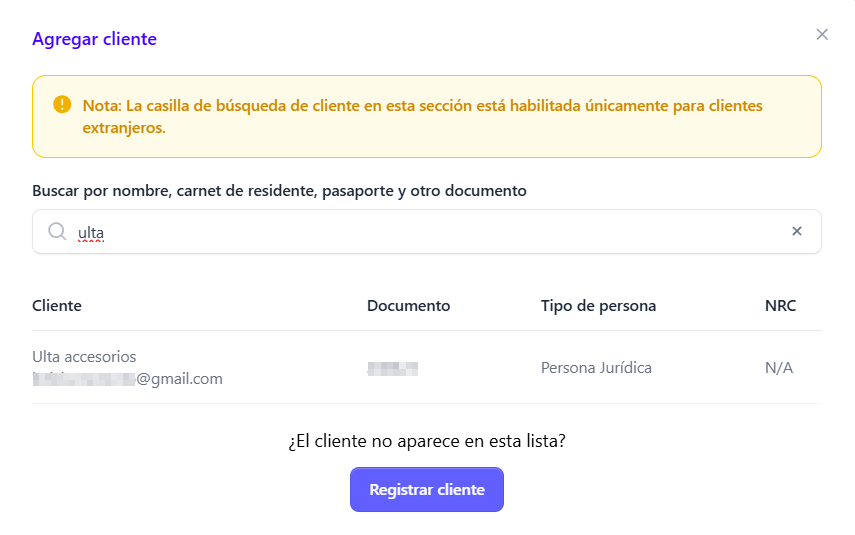 Agregar cliente
Nota: La casilla de búsqueda de cliente en esta sección está habilitada únicamente para clientes
extranjeros.
Buscar por nombre, carnet de residente, pasaporte y otro documento
ulta
Cliente Documento Tipo de persona NRC
Ulta accesorios
@gmail.com
Persona Jurídica N/A
¿El cliente no aparece en esta lista?
Registrar cliente